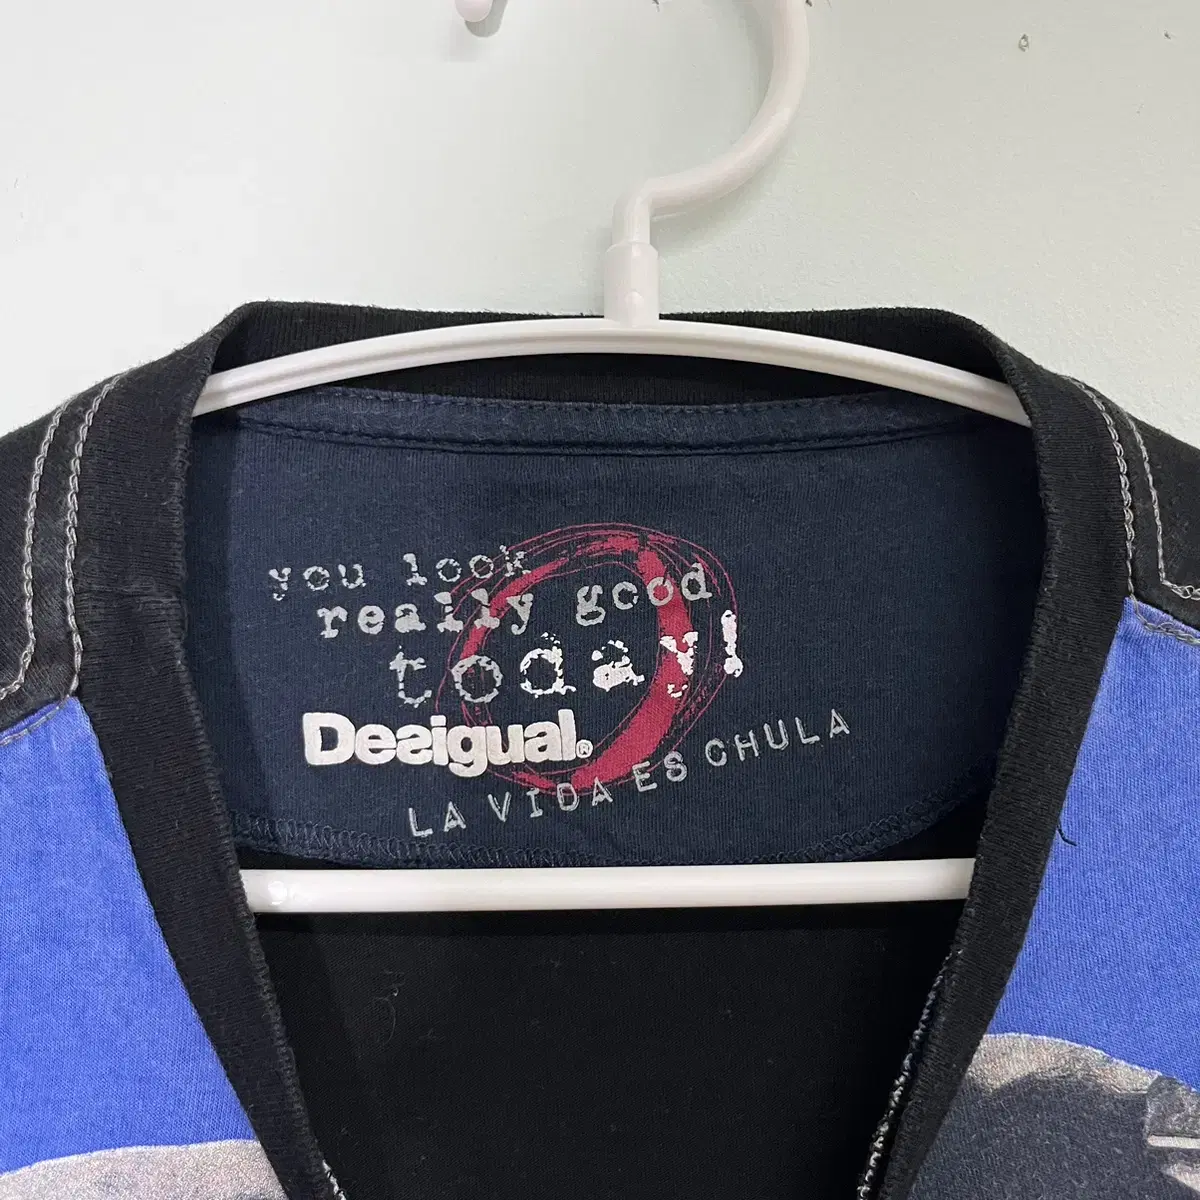 you look
really good
today!
Desigual®
LA VIDA ES CHULA